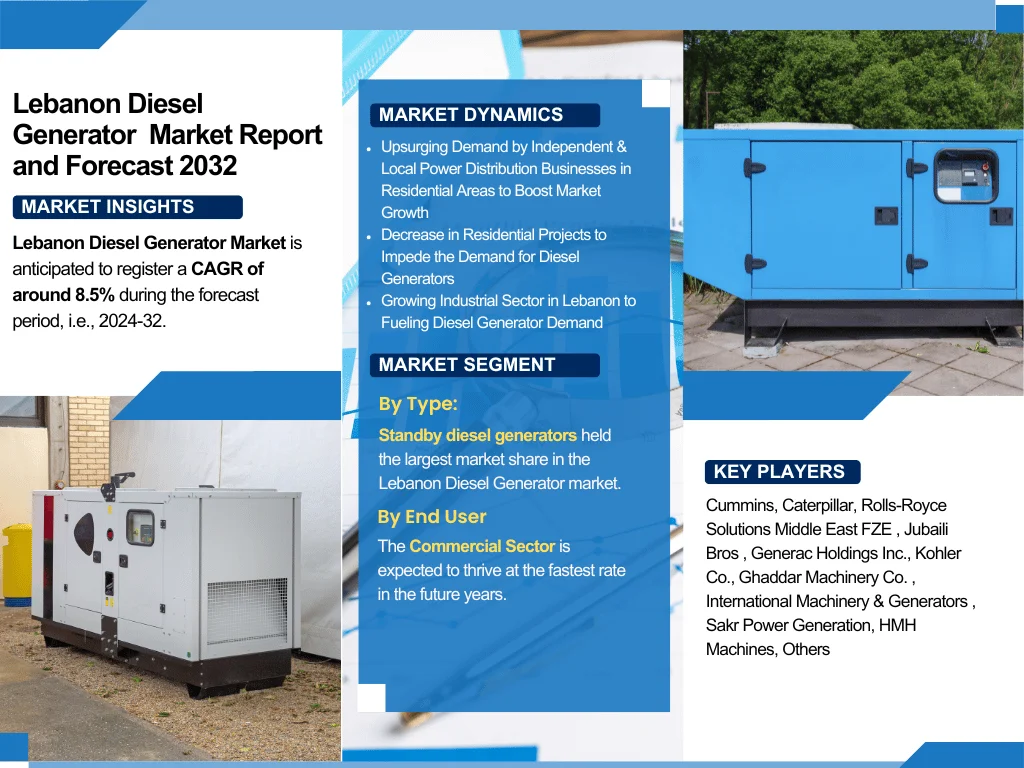 Lebanon Diesel
Generator Market Report
and Forecast 2032
MARKET INSIGHTS
Lebanon Diesel Generator Market is
anticipated to register a CAGR of
around 8.5% during the forecast
period, i.e., 2024-32.
MARKET DYNAMICS
• Upsurging Demand by Independent &
Local Power Distribution Businesses in
Residential Areas to Boost Market
Growth
• Decrease in Residential Projects to
Impede the Demand for Diesel
Generators
• Growing Industrial Sector in Lebanon to
Fueling Diesel Generator Demand
MARKET SEGMENT
By Type:
Standby diesel generators held
the largest market share in the
Lebanon Diesel Generator market.
By End User
The Commercial Sector is
expected to thrive at the fastest rate
in the future years.
KEY PLAYERS
Cummins, Caterpillar, Rolls-Royce
Solutions Middle East FZE , Jubaili
Bros , Generac Holdings Inc., Kohler
Co., Ghaddar Machinery Co. ,
International Machinery & Generators ,
Sakr Power Generation, HMH
Machines, Others